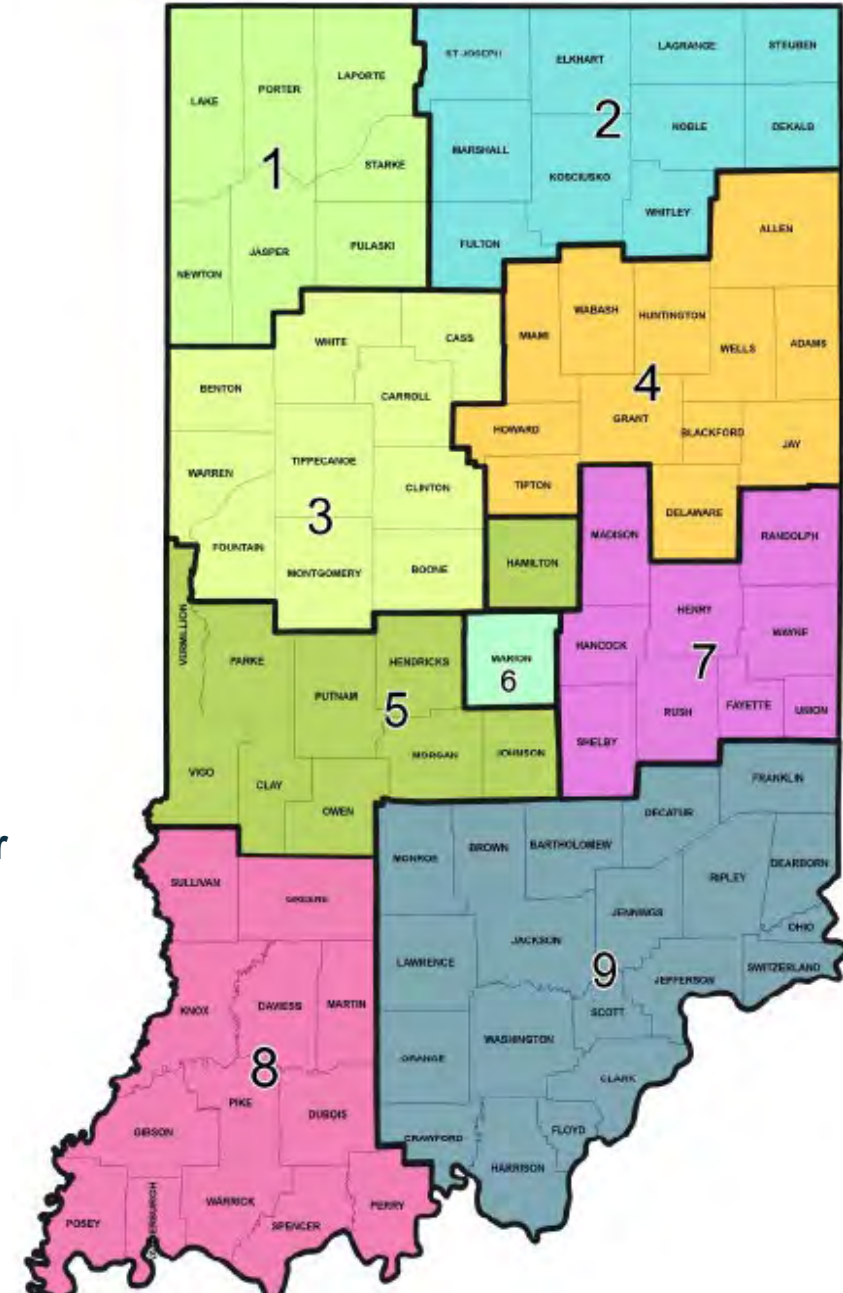 LAKE
PORTER
LAPORTE
STARKE
1
NEWTON
JASPER
PULASKI
ST JOSEPH
ELKHART
LAGRANGE
STEUBEN
2
MARSHALL
NOBLE
DEKALB
KOSCIUSKO
WHITLEY
FULTON
ALLEN
WABASH
HUNTINGTON
MIAMI
WELLS
ADAMS
4
HOWARD
GRANT
BLACKFORD
JAY
TIPTON
DELAWARE
WHITE
CASS
BENTON
CARROLL
WARREN
TIPPECANOE
CLINTON
3
FOUNTAIN
MONTGOMERY
BOONE
HAMILTON
VERMILLION
PARKE
HENDRICKS
PUTNAM
5
MORGAN
JOHNSON
VIGO
CLAY
OWEN
MARION
6
MADISON
RANDOLPH
HENRY
HANCOCK
WAYNE
7
RUSH
FAYETTE
UNION
SHELBY
r
SULLIVAN
GREENE
KNOX
DAVIESS
MARTIN
8
PIKE
DUBOIS
GIBSON
POSEY
VANDERBURGH
WARRICK
SPENCER
PERRY
FRANKLIN
DECATUR
MONROE
BROWN
BARTHOLOMEW
RIPLEY
DEARBORN
JENNINGS
OHIO
LAWRENCE
JACKSON
9
JEFFERSON
SWITZERLAND
SCOTT
ORANGE
WASHINGTON
CLARK
CRAWFORD
FLOYD
HARRISON